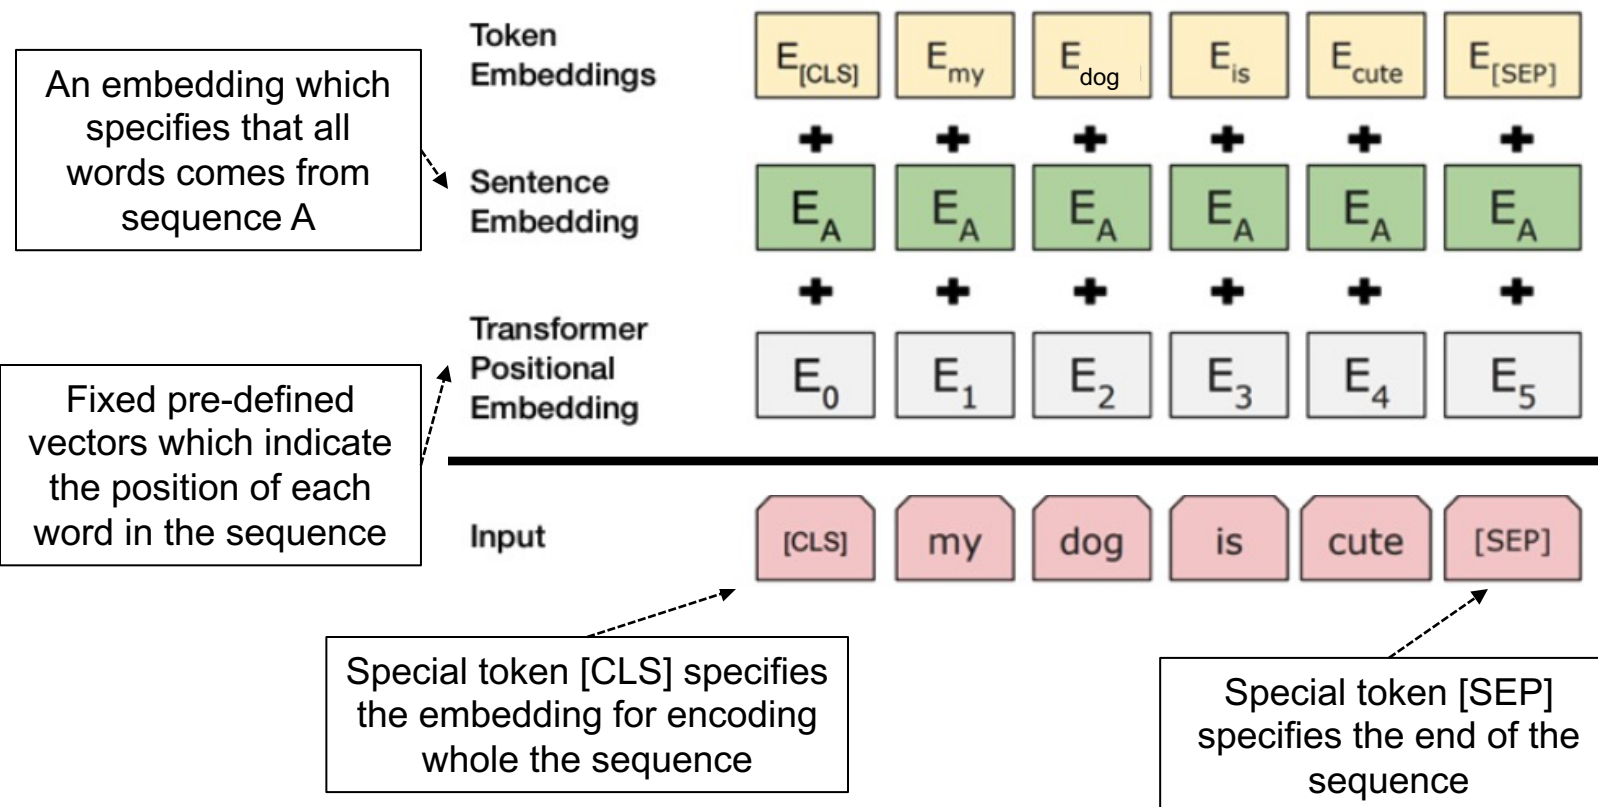 Token
Embeddings
E[CLS] Emy Edog Eis Ecute E[SEP]
An embedding which
specifies that all
words comes from
sequence A
+ + + + + +
Sentence
Embedding
EA EA EA EA EA EA
+ + + + + +
Transformer
Positional
Embedding
E0 E1 E2 E3 E4 E5
Fixed pre-defined
vectors which indicate
the position of each
word in the sequence
Input
[CLS] my dog is cute [SEP]
Special token [CLS] specifies
the embedding for encoding
whole the sequence
Special token [SEP]
specifies the end of the
sequence